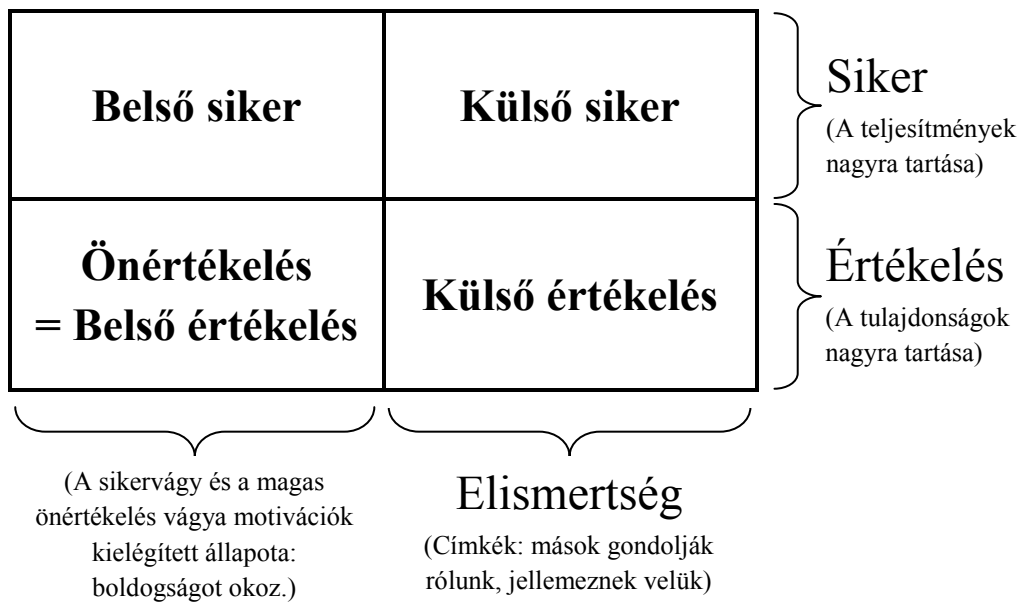 Belső siker
Külső siker
Siker
(A teljesítmények
nagyra tartása)
Önértékelés
= Belső értékelés
Külső értékelés
Értékelés
(A tulajdonságok
nagyra tartása)
(A sikervágy és a magas
önértékelés vágya motivációk
kielégített állapota:
boldogságot okoz.)
Elismertség
(Címkék: mások gondolják
rólunk, jellemeznek velük)